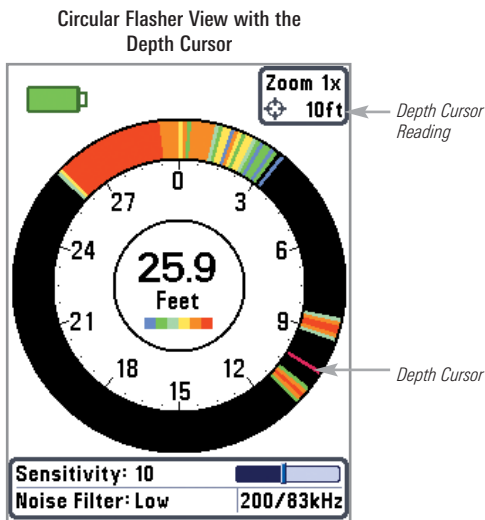 Circular Flasher View with the
Depth Cursor
Zoom 1x
10ft
Depth Cursor
Reading
0
3
6
9
12
15
18
21
24
27
25.9
Feet
Depth Cursor
Sensitivity: 10
Noise Filter: Low
200/83kHz